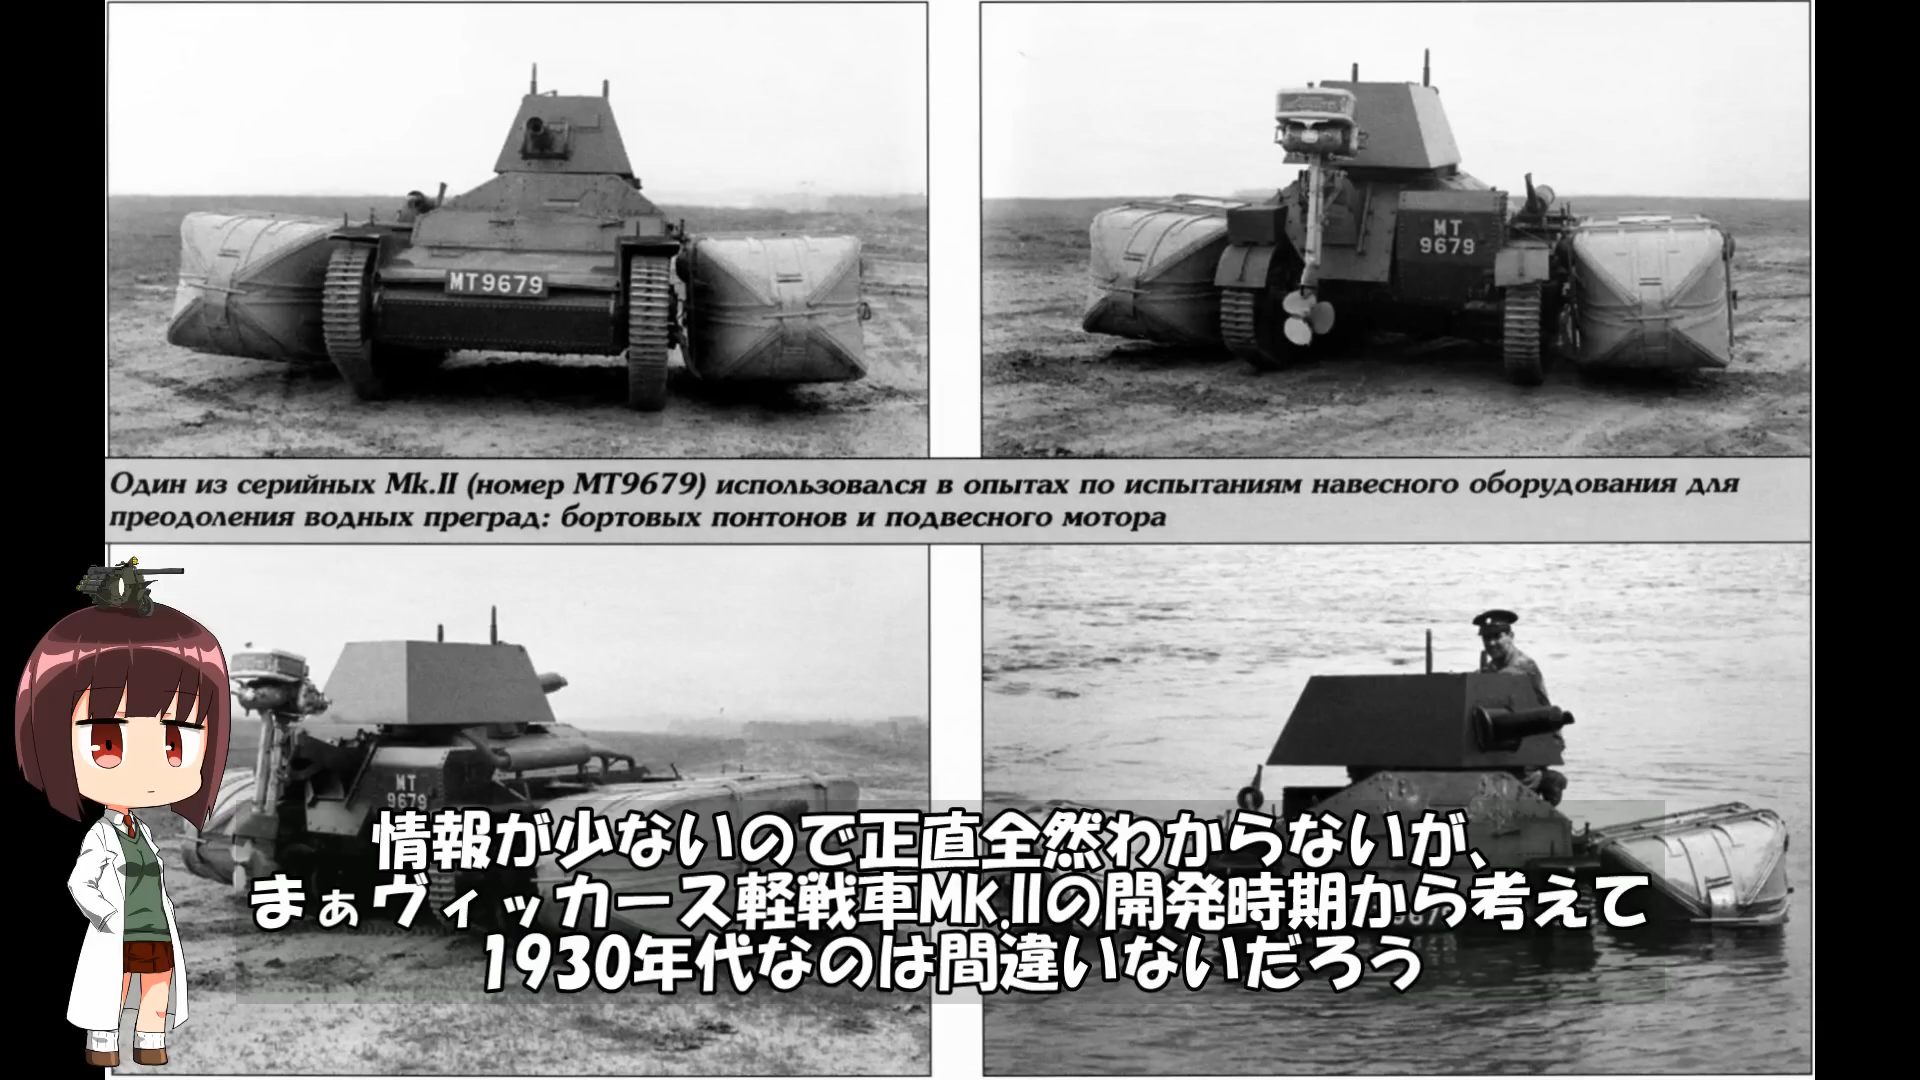 MT9679
MT
9679
Один из серийных Mk.II (номер МТ9679) использовался в опытах по испытаниям навесного оборудования для
преодоления водных преград: бортовых понтонов и подвесного мотора
MT
9679
情報が少ないので正直全然わからないが、
まぁヴィッカース軽戦車Mk.IIの開発時期から考えて
1930年代なのは間違いないだろう